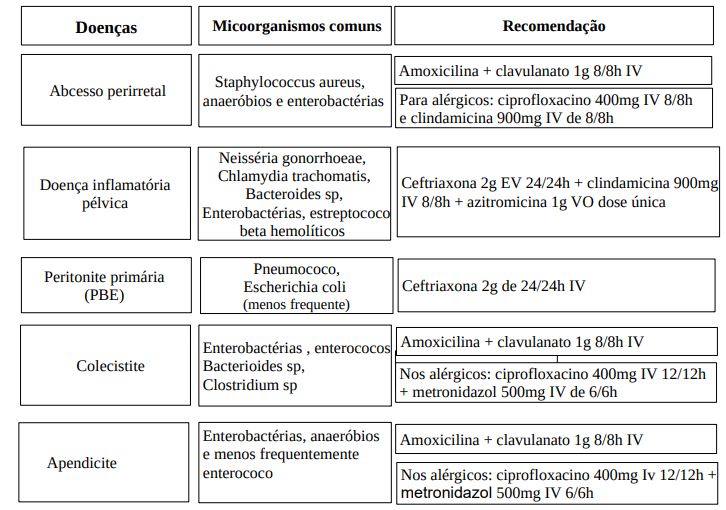 Doenças
Micoorganismos comuns
Recomendação
Abcesso perirretal
Staphylococcus aureus,
anaeróbios e enterobactérias
Amoxicilina + clavulanato 1g 8/8h IV
Para alérgicos: ciprofloxacino 400mg IV 8/8h
e clindamicina 900mg IV de 8/8h
Doença inflamatória
pélvica
Neisséria gonorrhoeae,
Chlamydia trachomatis,
Bacteroides sp,
Enterobactérias, estreptococo
beta hemolíticos
Ceftriaxona 2g EV 24/24h + clindamicina 900mg
IV 8/8h + azitromicina 1g VO dose única
Peritonite primária
(PBE)
Pneumococo,
Escherichia coli
(menos frequente)
Ceftriaxona 2g de 24/24h IV
Colecistite
Enterobactérias , enterococos
Bacterioides sp,
Clostridium sp
Amoxicilina + clavulanato 1g 8/8h IV
Nos alérgicos: ciprofloxacino 400mg IV 12/12h
+ metronidazol 500mg IV de 6/6h
Apendicite
Enterobactérias, anaeróbios
e menos frequentemente
enterococo
Amoxicilina + clavulanato 1g 8/8h IV
Nos alérgicos: ciprofloxacino 400mg Iv 12/12h +
metronidazol 500mg IV 6/6h